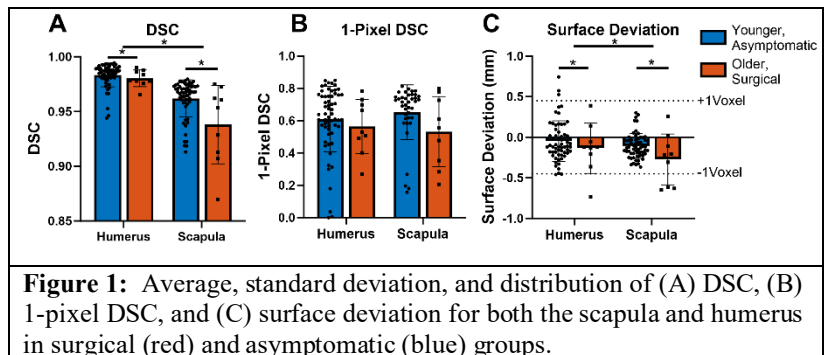 A
DSC
*
*
*
1.00
0.95
0.90
0.85
DSC
Humerus
Scapula
B
1-Pixel DSC
1.0
0.8
0.6
0.4
0.2
0.0
1-Pixel DSC
Humerus
Scapula
C
Surface Deviation
*
*
*
1.0
0.5
0.0
-0.5
-1.0
Surface Deviation (mm)
+1Voxel
-1Voxel
Humerus
Scapula
Younger,
Asymptomatic
Older,
Surgical
Figure 1: Average, standard deviation, and distribution of (A) DSC, (B)
1-pixel DSC, and (C) surface deviation for both the scapula and humerus
in surgical (red) and asymptomatic (blue) groups.